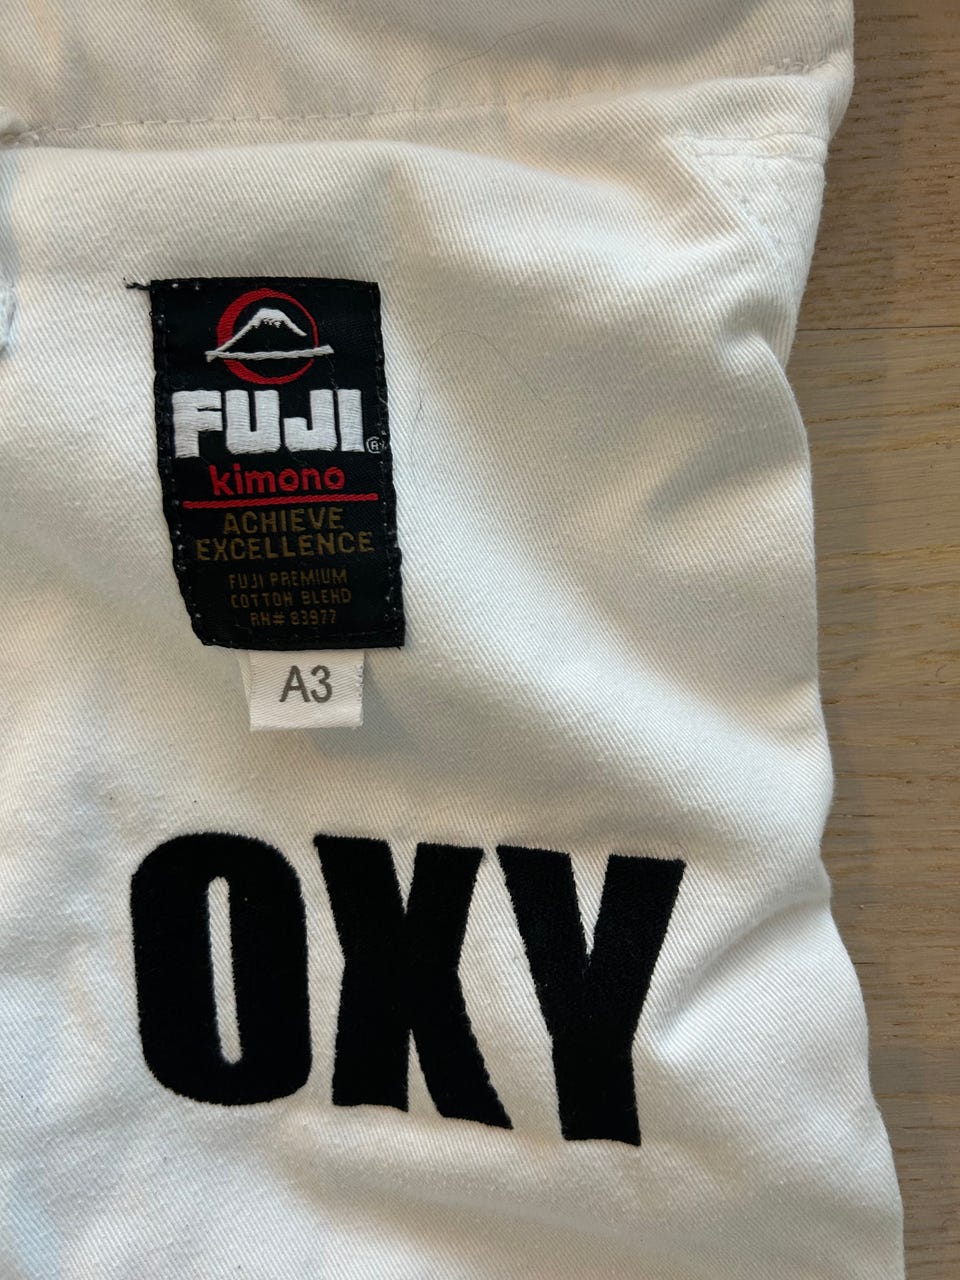 FUJI®
kimono
ACHIEVE
EXCELLENCE
FUJI PREMIUM
COTTON BLEND
RN# 83977
A3
OXY